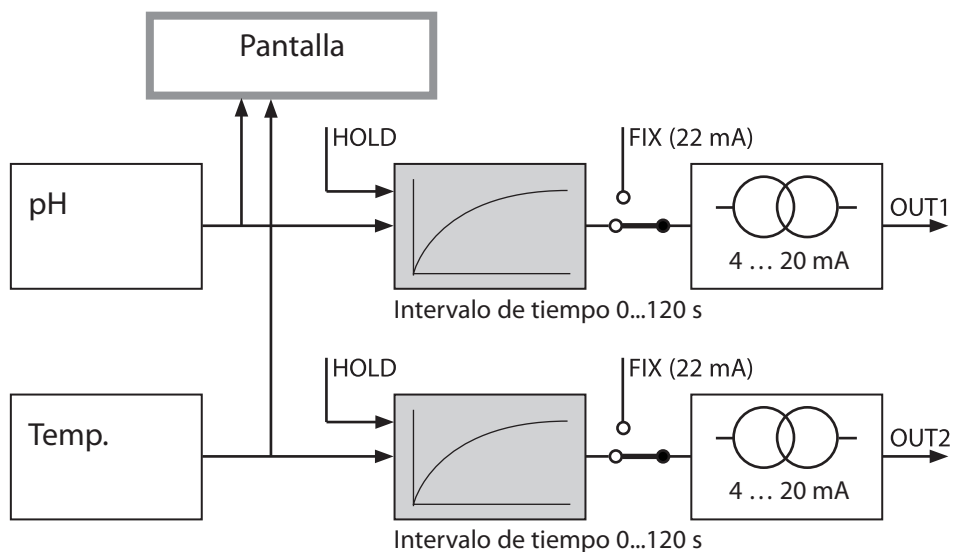 Pantalla
HOLD
FIX (22 mA)
pH
OUT1
4 … 20 mA
Intervalo de tiempo 0...120 s
HOLD
FIX (22 mA)
Temp.
OUT2
4 … 20 mA
Intervalo de tiempo 0...120 s